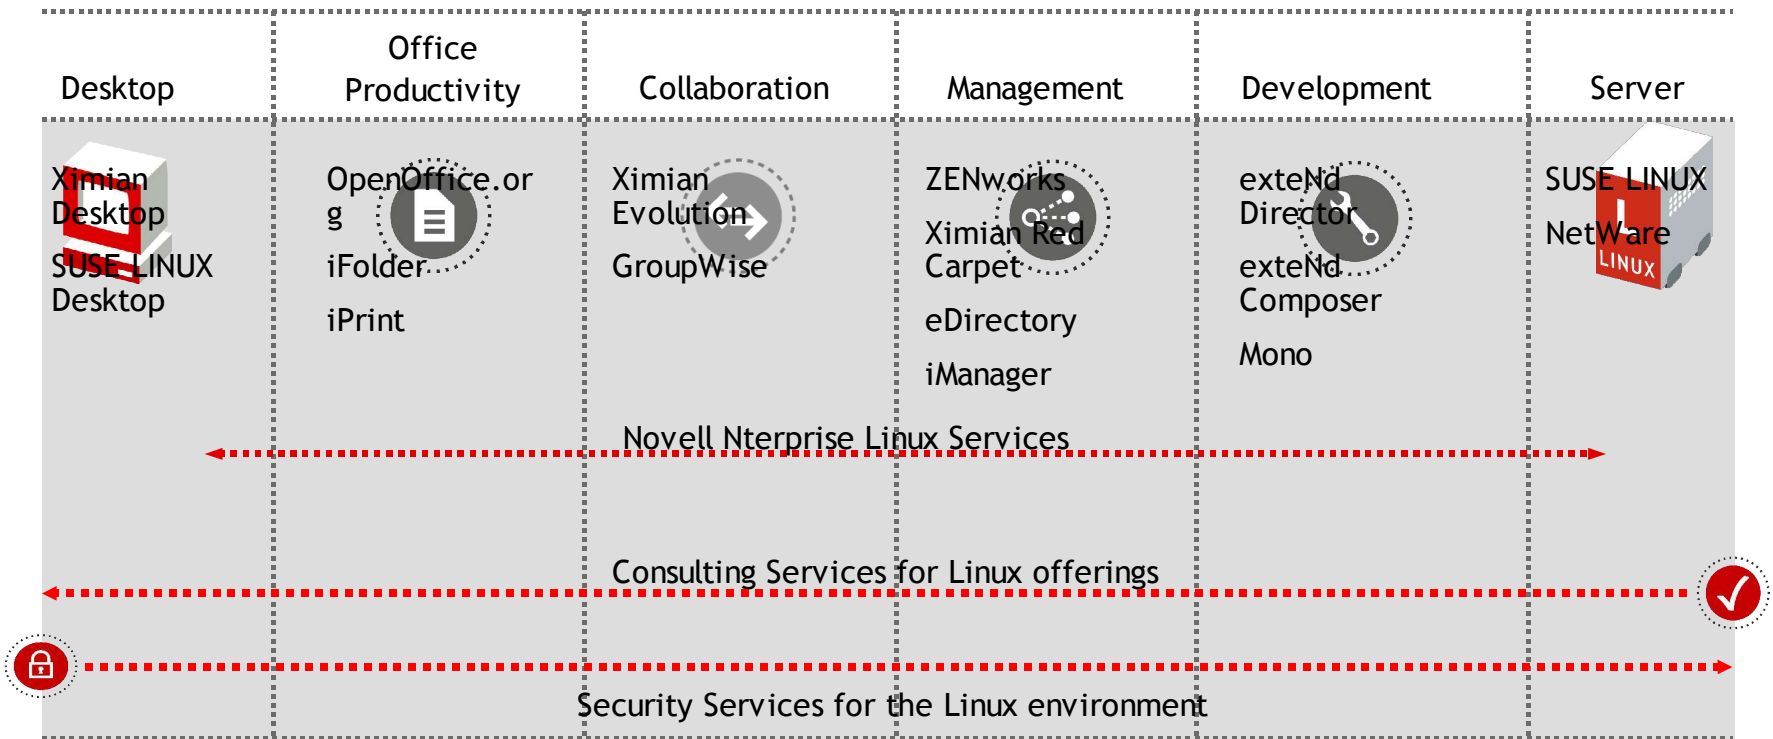 Desktop
Office
Productivity
Collaboration
Management
Development
Server
Ximian
Desktop
SUSE LINUX
Desktop
OpenOffice.or
g
iFolder
iPrint
Ximian
Evolution
GroupWise
ZENworks
Ximian Red
Carpet
eDirectory
iManager
exteNd
Director
exteNd
Composer
Mono
SUSE LINUX
NetWare
L
LINUX
Novell Nterprise Linux Services
Consulting Services for Linux offerings
Security Services for the Linux environment